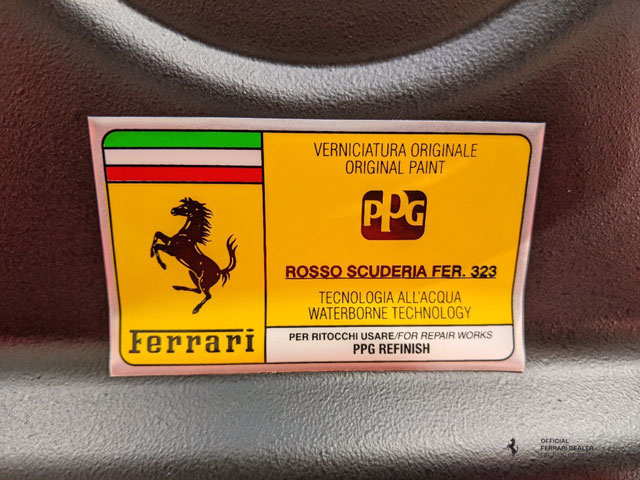 VERNICIATURA ORIGINALE
ORIGINAL PAINT
PPG
ROSSO SCUDERIA FER. 323
TECNOLOGIA ALL'ACQUA
WATERBORNE TECHNOLOGY
Ferrari
PER RITOCCHI USARE/FOR REPAIR WORKS
PPG REFINISH
OFFICIAL
FERRARI DEALER